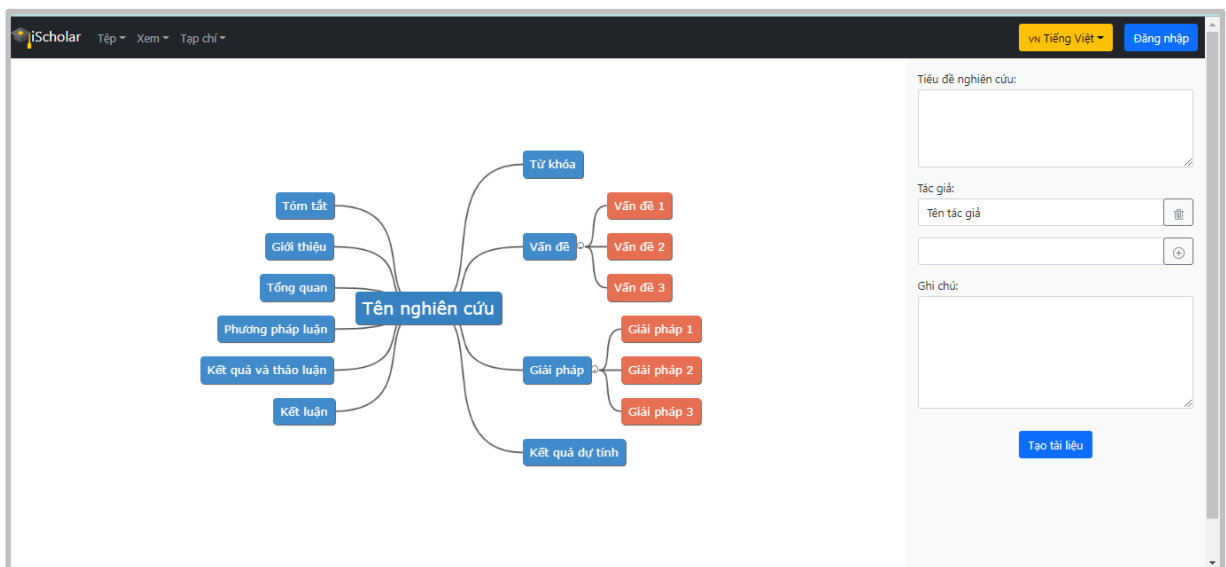 iScholar Tệp Xem Tạp chí VN Tiếng Việt Đăng nhập
Tóm tắt
Giới thiệu
Tổng quan
Phương pháp luận
Kết quả và thảo luận
Kết luận
Tên nghiên cứu
Từ khóa
Vấn đề
Vấn đề 1
Vấn đề 2
Vấn đề 3
Giải pháp
Giải pháp 1
Giải pháp 2
Giải pháp 3
Kết quả dự tính
Tiêu đề nghiên cứu:
Tác giả:
Tên tác giả
Ghi chú:
Tạo tài liệu